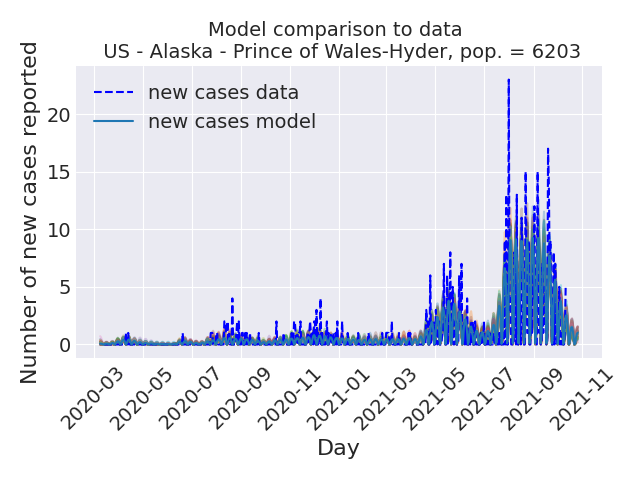 Model comparison to data
US - Alaska - Prince of Wales-Hyder, pop. = 6203
Number of new cases reported
20
15
10
5
0
new cases data
new cases model
2020-03
2020-05
2020-07
2020-09
2020-11
2021-01
2021-03
2021-05
2021-07
2021-09
2021-11
Day